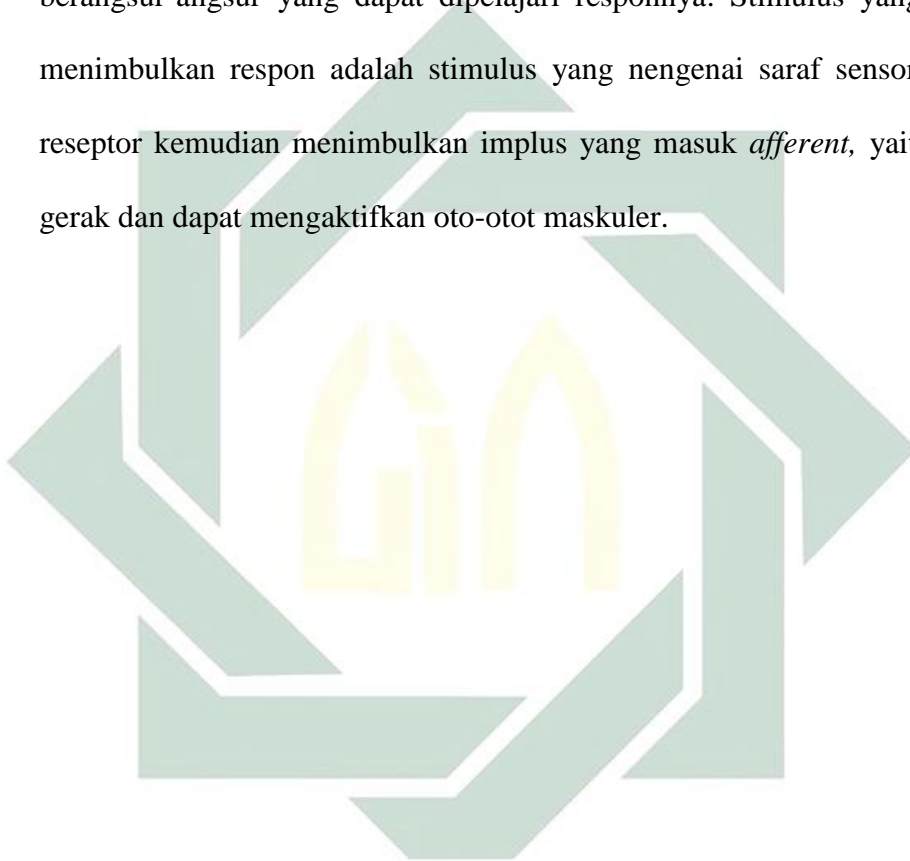 berangsur-angsur yang dapat dipelajari responnya. Stimulus yang
menimbulkan respon adalah stimulus yang nengenai saraf sensor
reseptor kemudian menimbulkan implus yang masuk afferent, yait
gerak dan dapat mengaktifkan oto-otot maskuler.